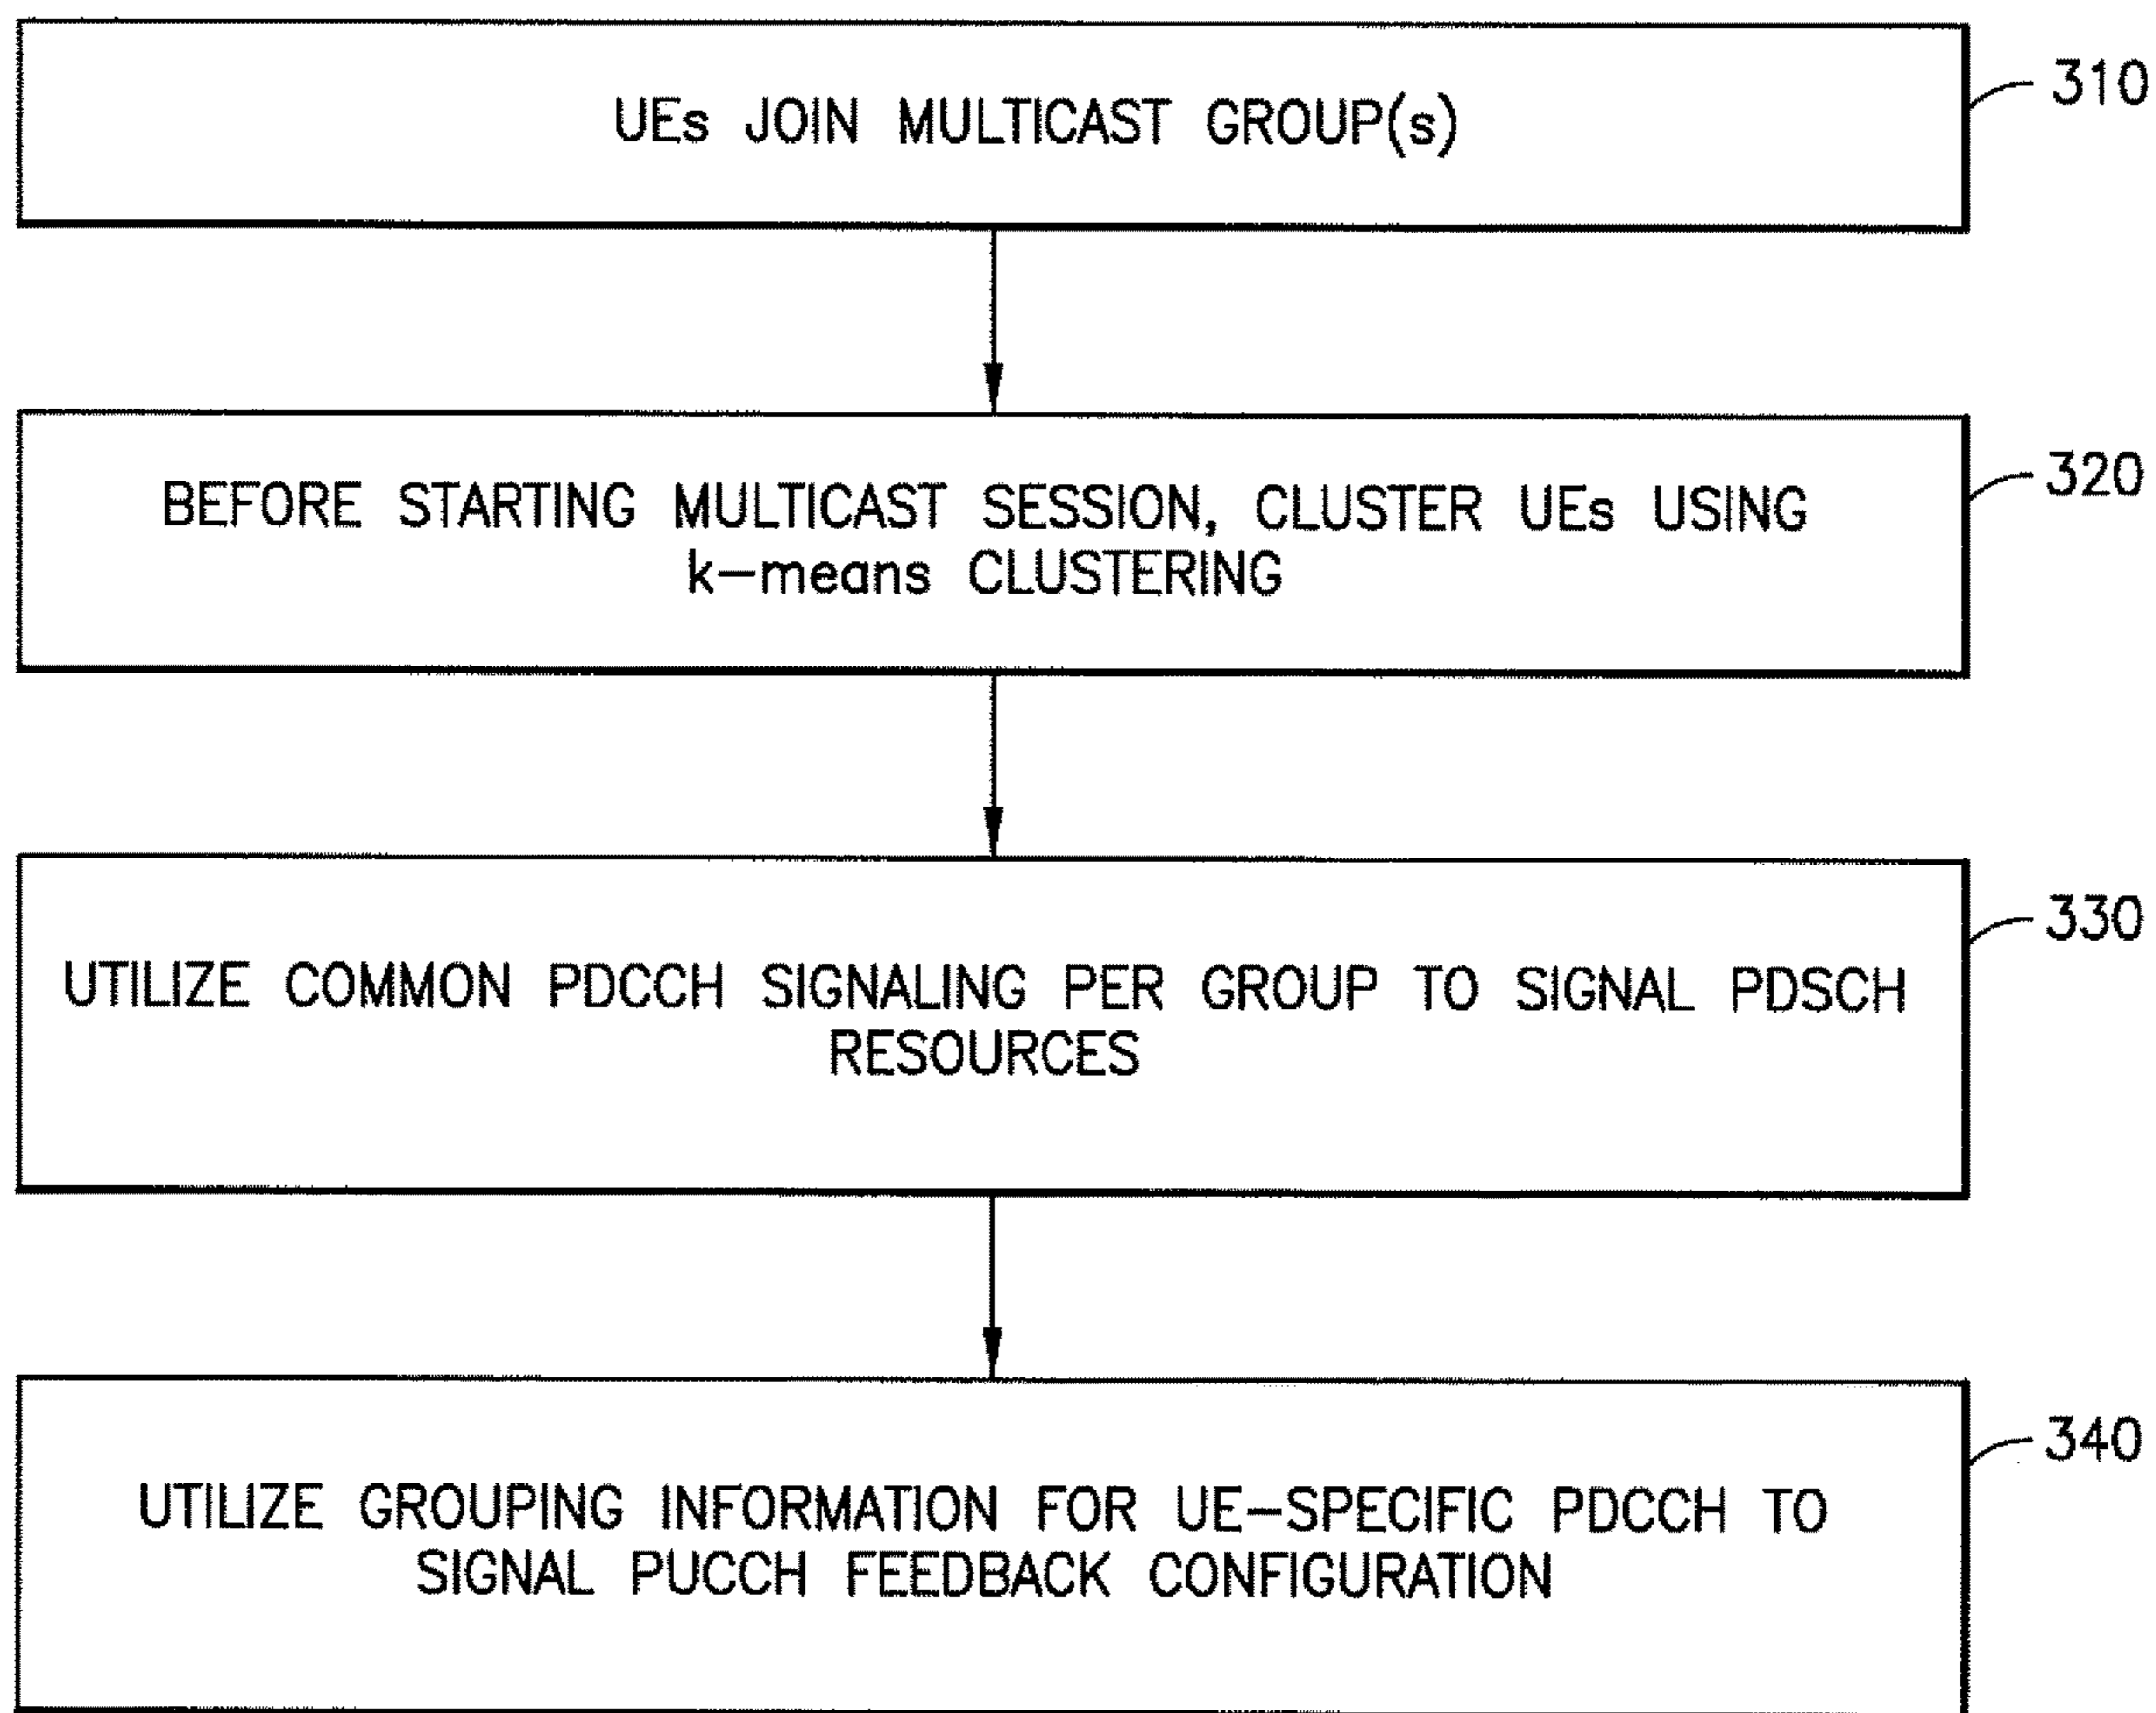 UEs JOIN MULTICAST GROUP(s)
310
BEFORE STARTING MULTICAST SESSION, CLUSTER UEs USING
k-means CLUSTERING
320
UTILIZE COMMON PDCCH SIGNALING PER GROUP TO SIGNAL PDSCH
RESOURCES
330
UTILIZE GROUPING INFORMATION FOR UE-SPECIFIC PDCCH TO
SIGNAL PUCCH FEEDBACK CONFIGURATION
340